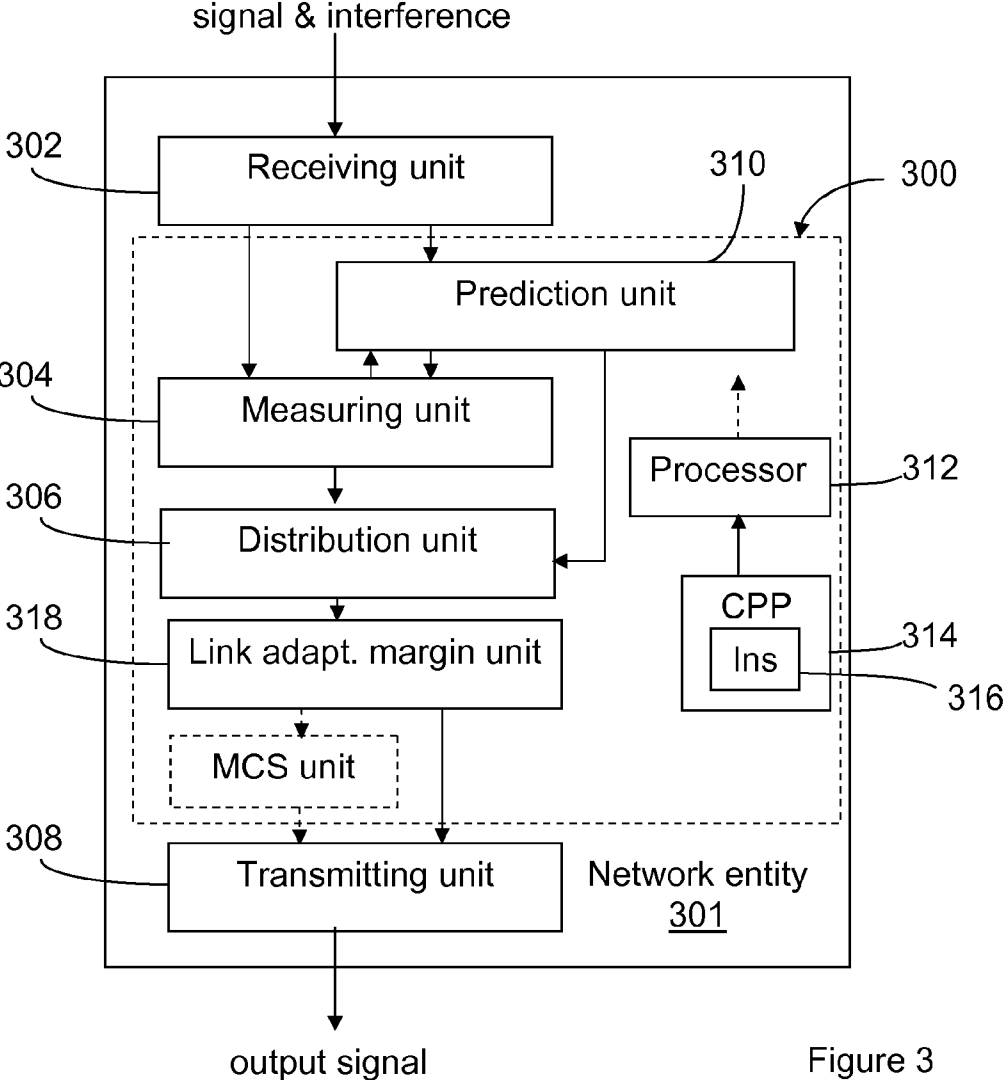 signal & interference
302
Receiving unit
310
300
Prediction unit
304
Measuring unit
Processor
312
306
Distribution unit
CPP
318
Link adapt. margin unit
314
Ins
316
MCS unit
308
Transmitting unit
Network entity
301
output signal
Figure 3